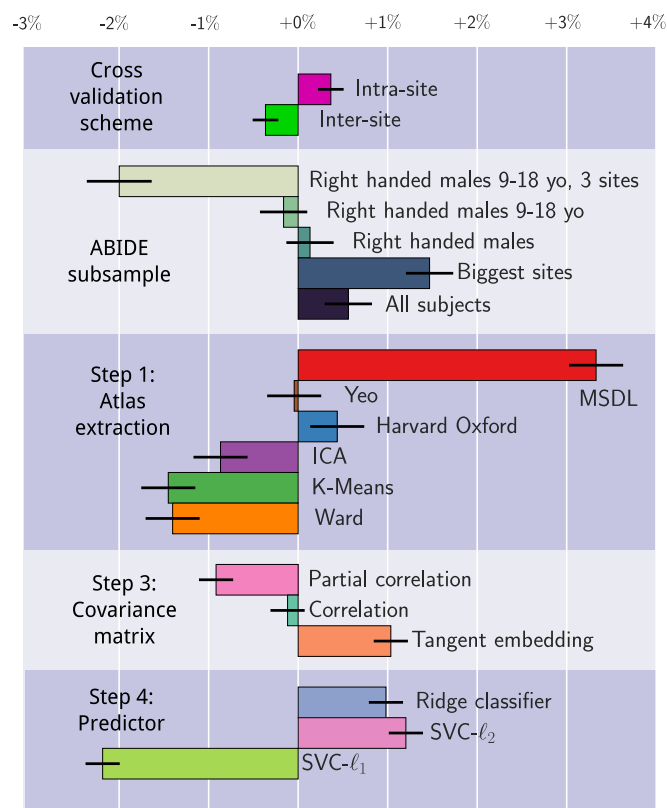 -3% -2% -1% +0% +1% +2% +3% +4%
Cross
validation
scheme
Intra-site
Inter-site
ABIDE
subsample
Right handed males 9-18 yo, 3 sites
Right handed males 9-18 yo
Right handed males
Biggest sites
All subjects
Step 1:
Atlas
extraction
MSDL
Yeo
Harvard Oxford
ICA
K-Means
Ward
Step 3:
Covariance
matrix
Partial correlation
Correlation
Tangent embedding
Step 4:
Predictor
Ridge classifier
SVC-ℓ₂
SVC-ℓ₁